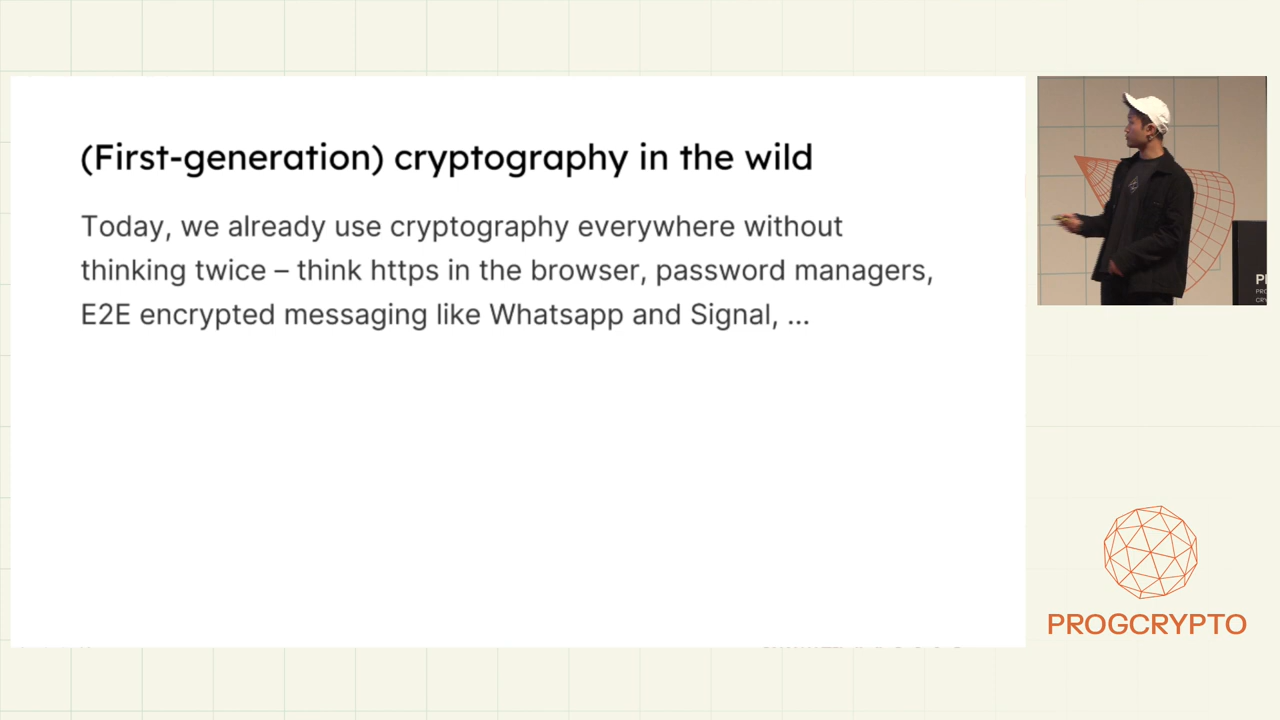 (First-generation) cryptography in the wild
Today, we already use cryptography everywhere without
thinking twice – think https in the browser, password managers,
E2E encrypted messaging like Whatsapp and Signal, ...
PROGCRYPTO